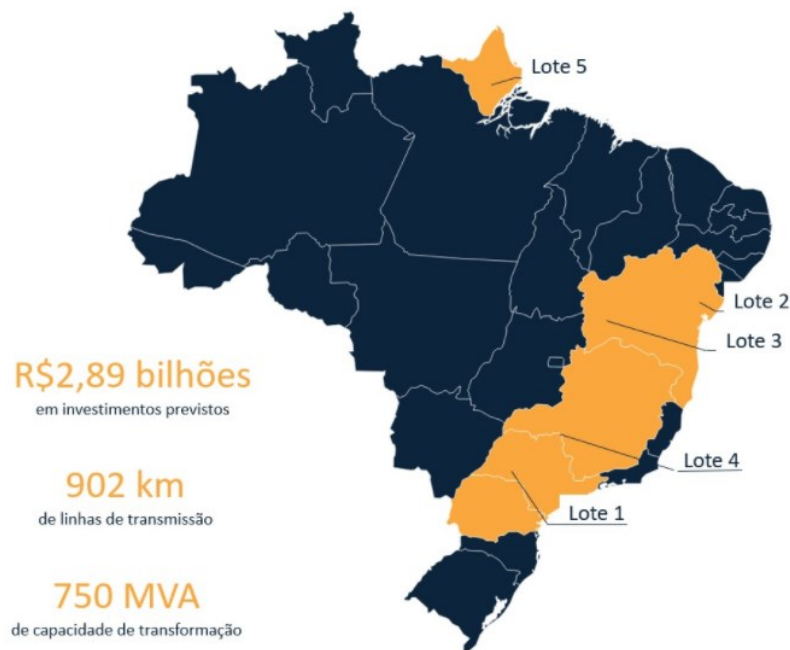 Lote 5
Lote 2
Lote 3
R$2,89 bilhões
em investimentos previstos
Lote 4
902 km
de linhas de transmissão
Lote 1
750 MVA
de capacidade de transformação